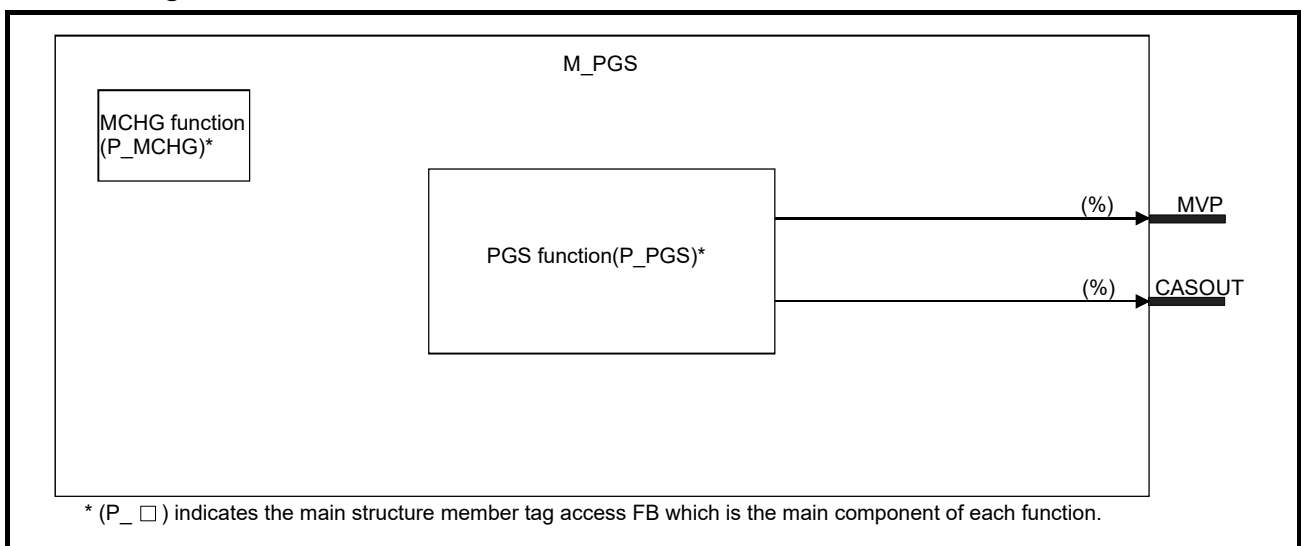 M_PGS
MCHG function
(P_MCHG)*
(%) MVP
PGS function(P_PGS)*
(%) CASOUT
* (P_ □ ) indicates the main structure member tag access FB which is the main component of each function.